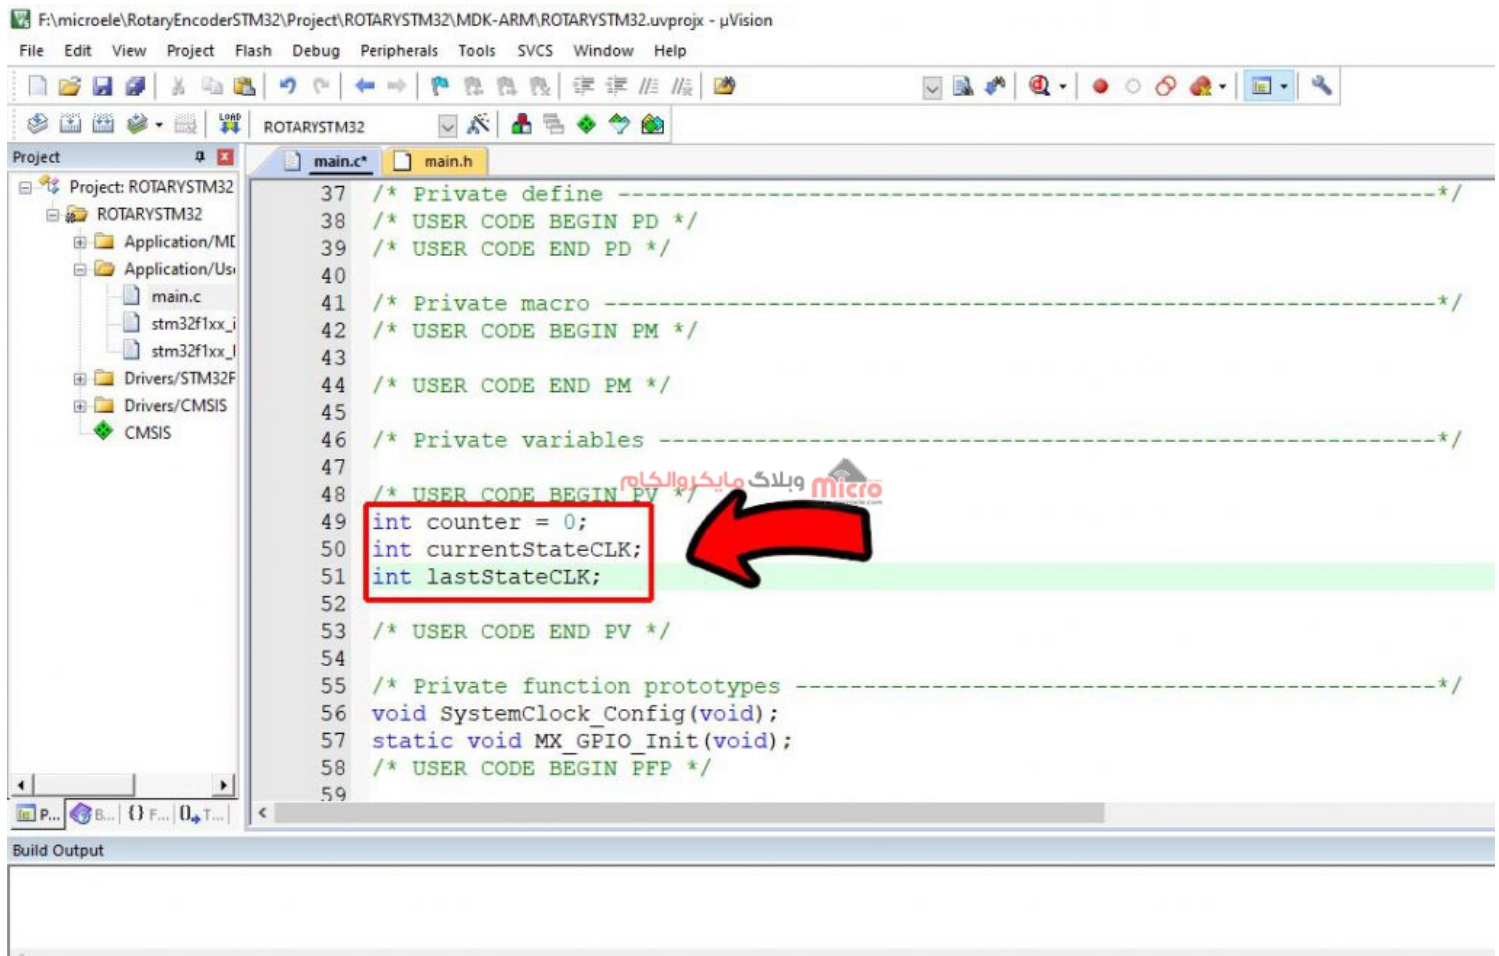 F:\microele\RotaryEncoderSTM32\Project\ROTARYSTM32\MDK-ARM\ROTARYSTM32.uvprojx - µVision
File Edit View Project Flash Debug Peripherals Tools SVCS Window Help
LOAD
ROTARYSTM32
Project
main.c* main.h
Project: ROTARYSTM32
ROTARYSTM32
Application/MD
Application/Use
main.c
stm32f1xx_i
stm32f1xx_
Drivers/STM32F
Drivers/CMSIS
CMSIS
37 /* Private define ------------------------------------------------------------*/
38 /* USER CODE BEGIN PD */
39 /* USER CODE END PD */
40
41 /* Private macro -------------------------------------------------------------*/
42 /* USER CODE BEGIN PM */
43
44 /* USER CODE END PM */
45
46 /* Private variables ---------------------------------------------------------*/
47
وبلاگ مایکروالکام
micro
48 /* USER CODE BEGIN PV */
49 int counter = 0;
50 int currentStateCLK;
51 int lastStateCLK;
52
53 /* USER CODE END PV */
54
55 /* Private function prototypes -----------------------------------------------*/
56 void SystemClock_Config(void);
57 static void MX_GPIO_Init(void);
58 /* USER CODE BEGIN PFP */
59
P... B... {} F... 0 T...
Build Output